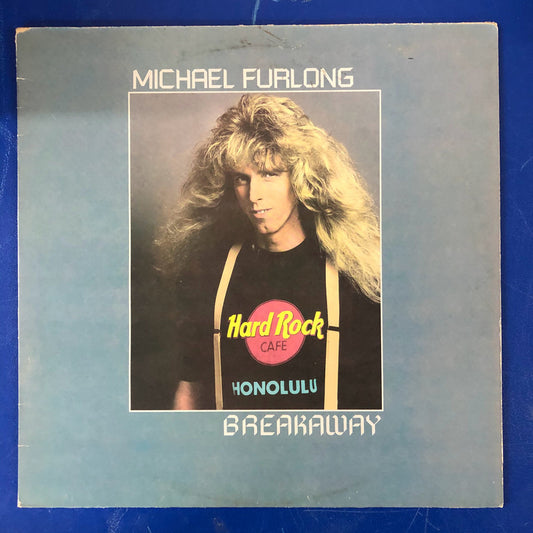 MICHAEL FURLONG
Hard Rock
CAFE
HONOLULU
BREAKAWAY